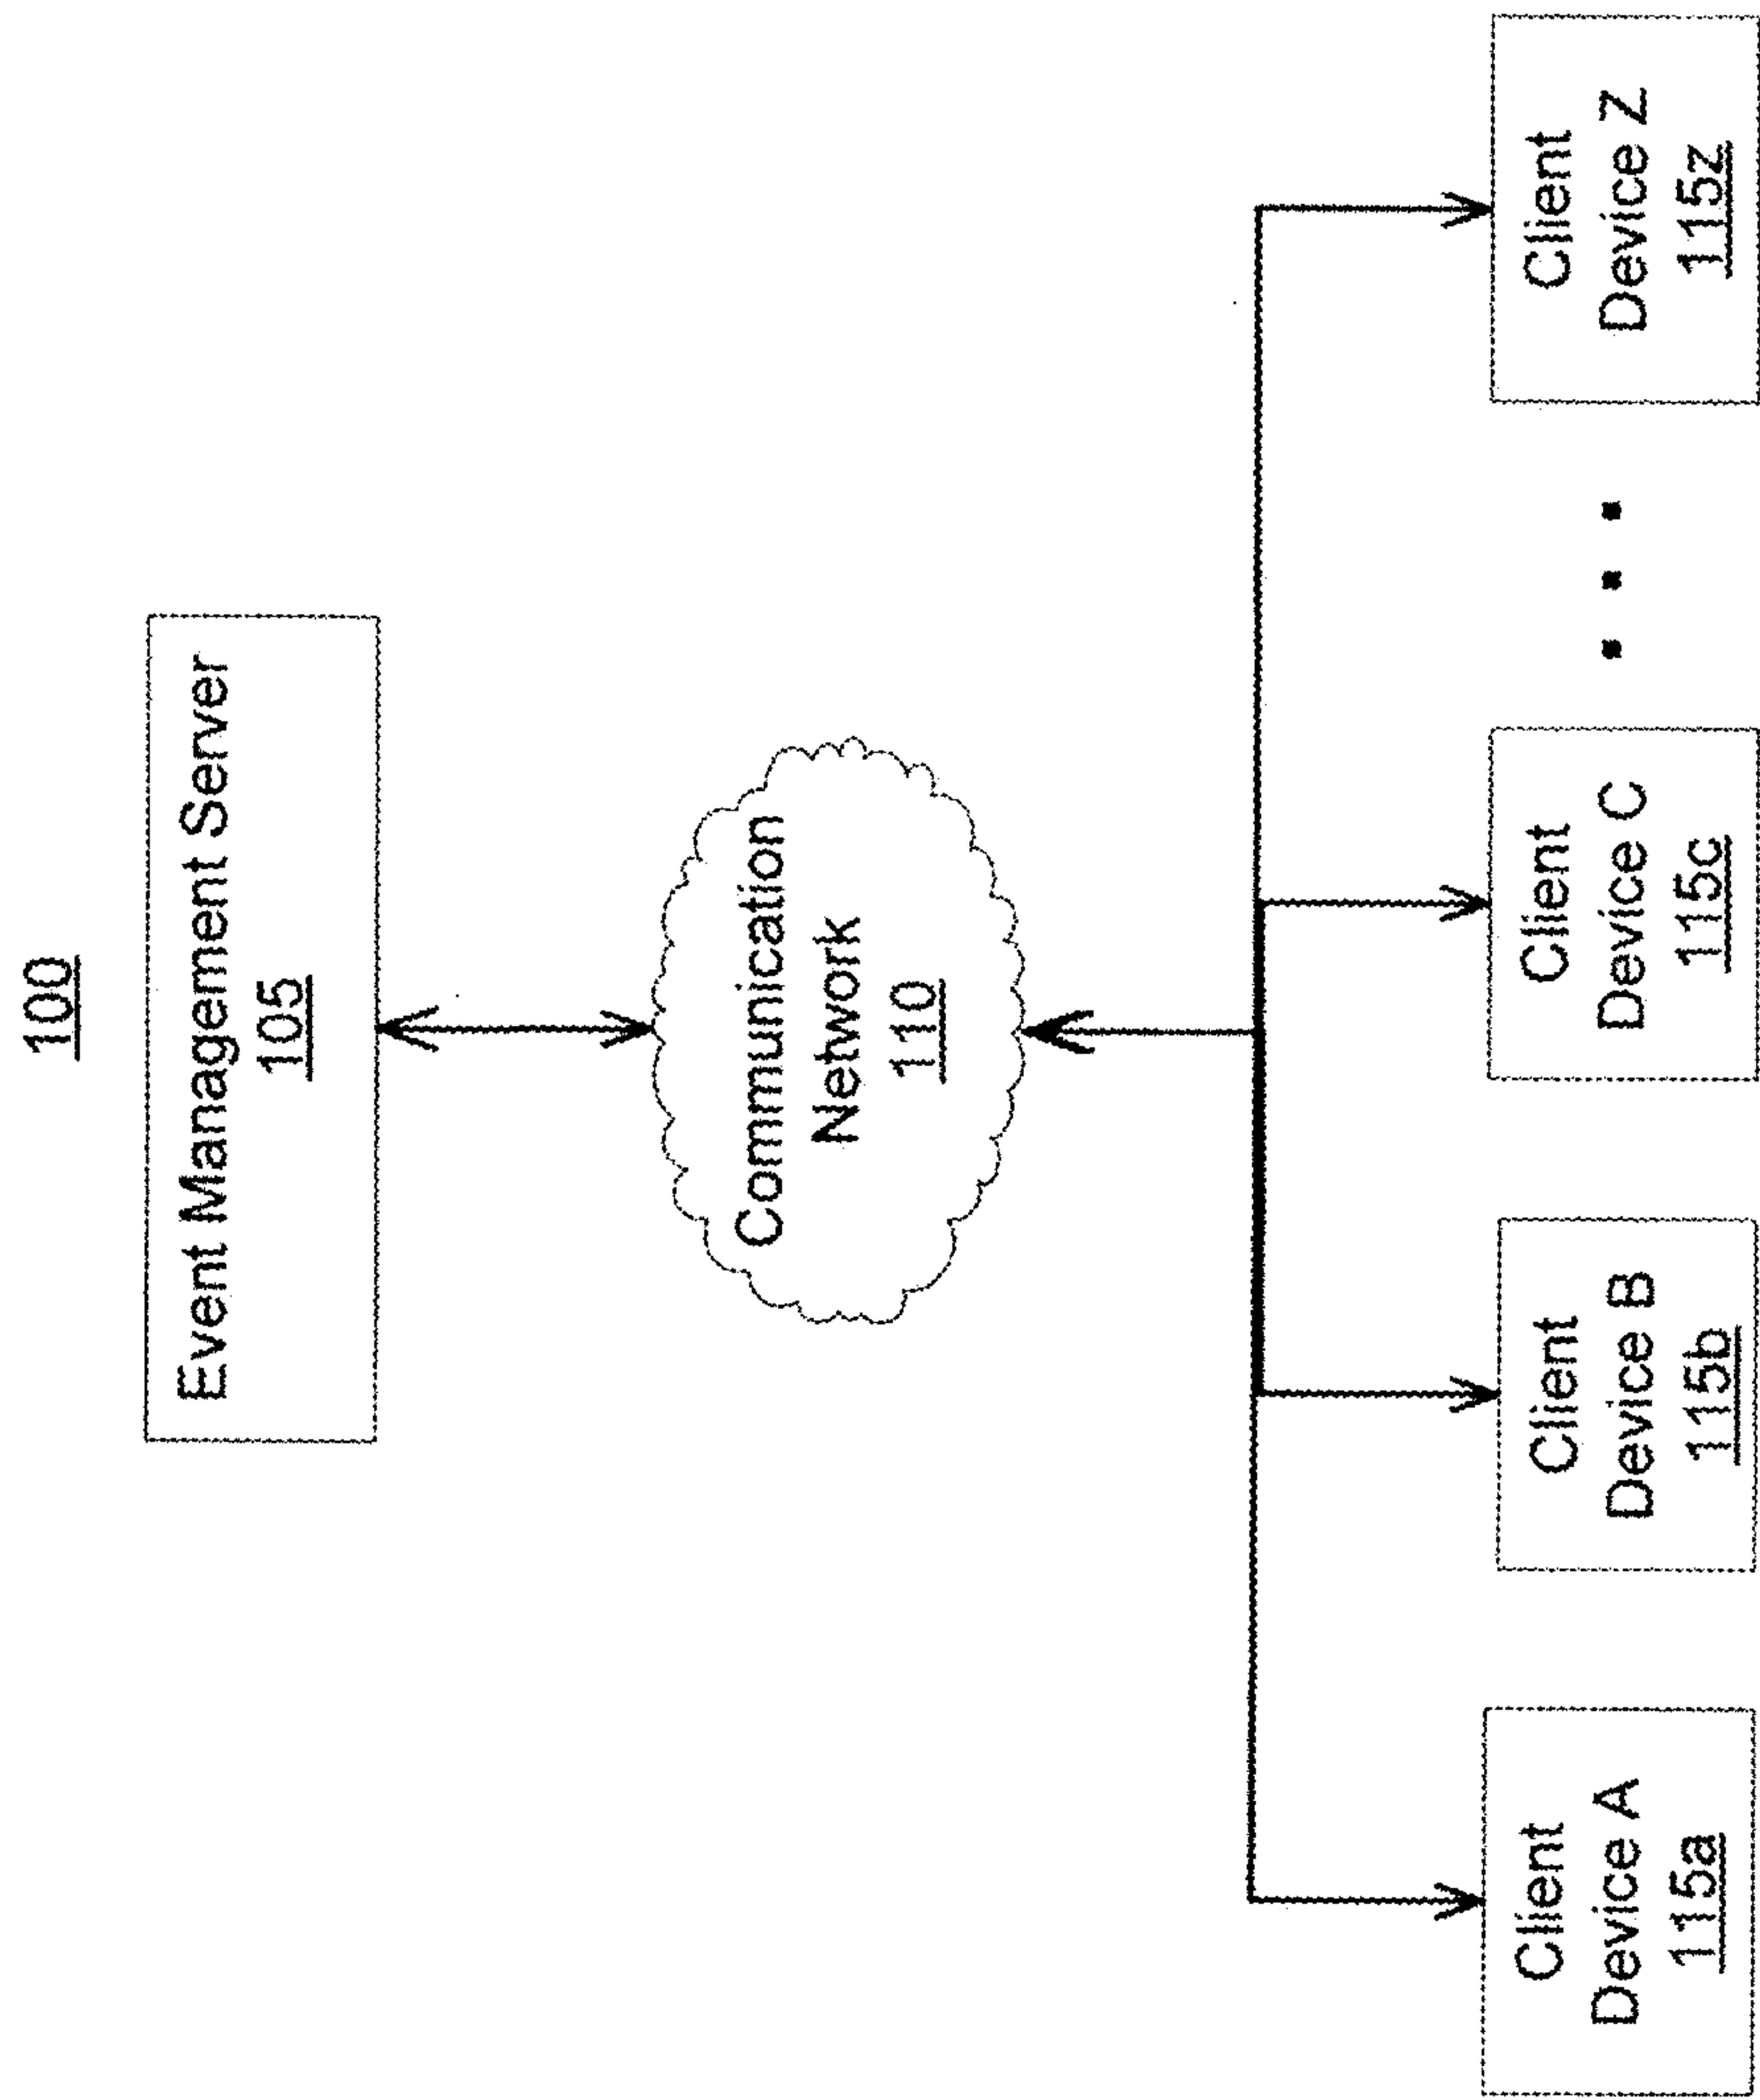 100
Event Management Server
105
Communication
Network
110
Client
Device A
115a
Client
Device B
115b
Client
Device C
115c
Client
Device Z
115z